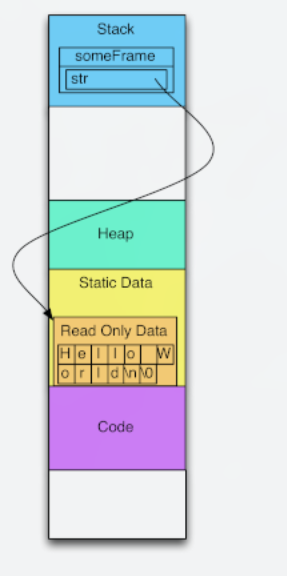 Stack
someFrame
str
Heap
Static Data
Read Only Data
H e l l o   W
o r l d \n \0
Code